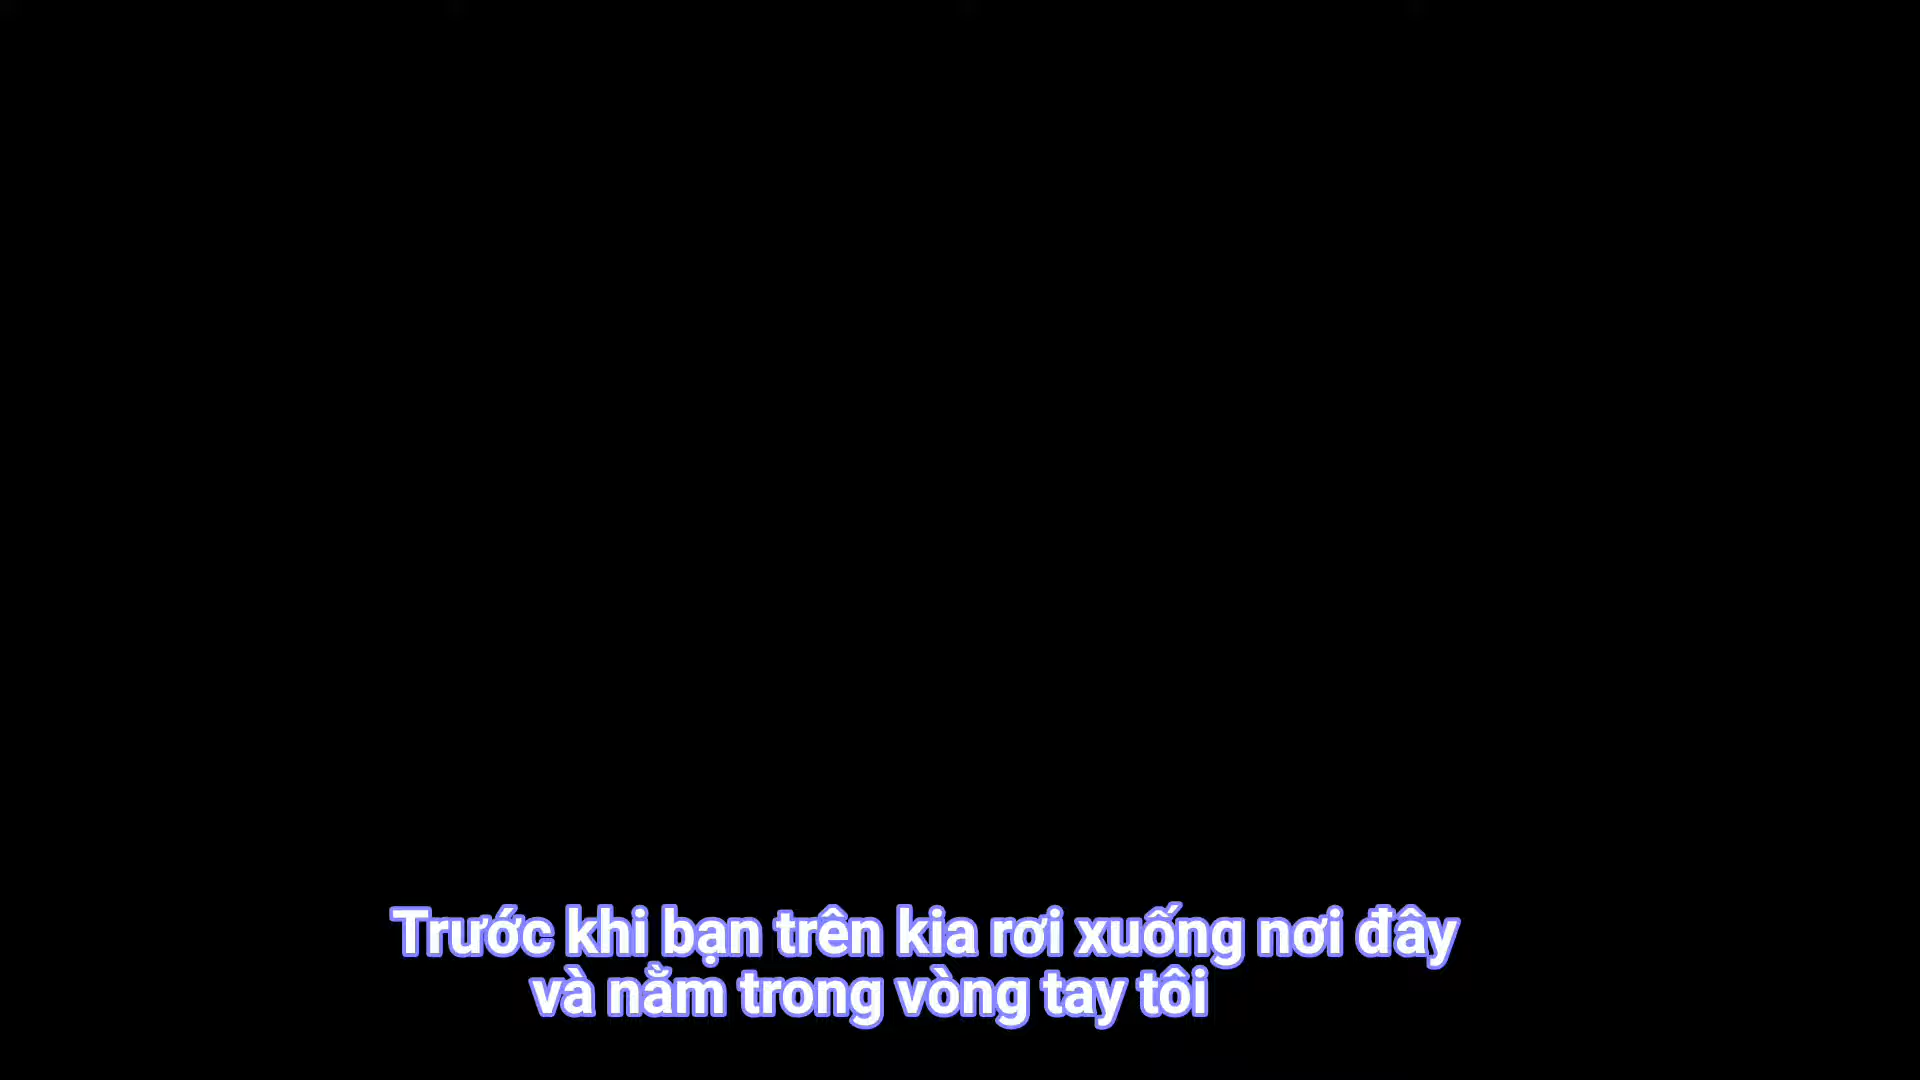 Trước khi bạn trên kia rơi xuống nơi đây
và nằm trong vòng tay tôi